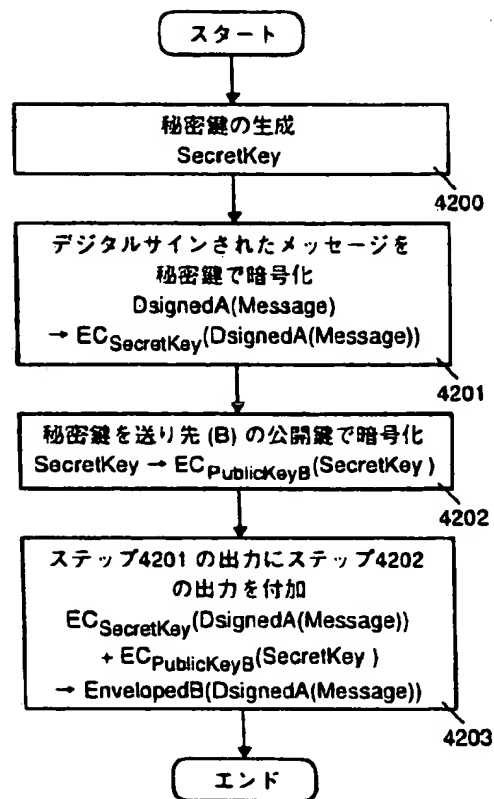 スタート
秘密鍵の生成
SecretKey
4200
デジタルサインされたメッセージを
秘密鍵で暗号化
DsignedA(Message)
→ ECSecretKey(DsignedA(Message))
4201
秘密鍵を送り先 (B) の公開鍵で暗号化
SecretKey → ECPublicKeyB(SecretKey)
4202
ステップ4201 の出力にステップ4202
の出力を付加
ECSecretKey(DsignedA(Message))
+ ECPublicKeyB(SecretKey)
→ EnvelopedB(DsignedA(Message))
4203
エンド